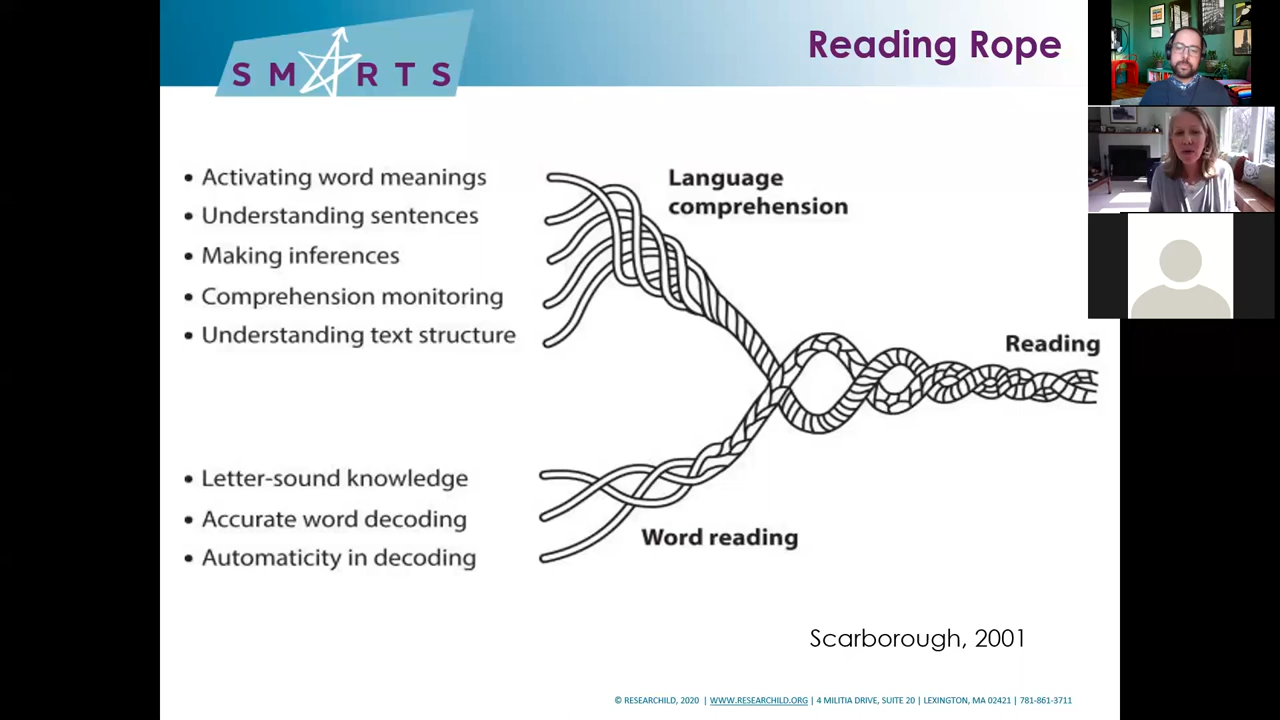 SMARTS
Reading Rope
• Activating word meanings
• Understanding sentences
• Making inferences
• Comprehension monitoring
• Understanding text structure
Language
comprehension
Reading
• Letter-sound knowledge
• Accurate word decoding
• Automaticity in decoding
Word reading
Scarborough, 2001
© RESEARCHILD, 2020 | WWW.RESEARCHILD.ORG | 4 MILITIA DRIVE, SUITE 20 | LEXINGTON, MA 02421 | 781-861-3711